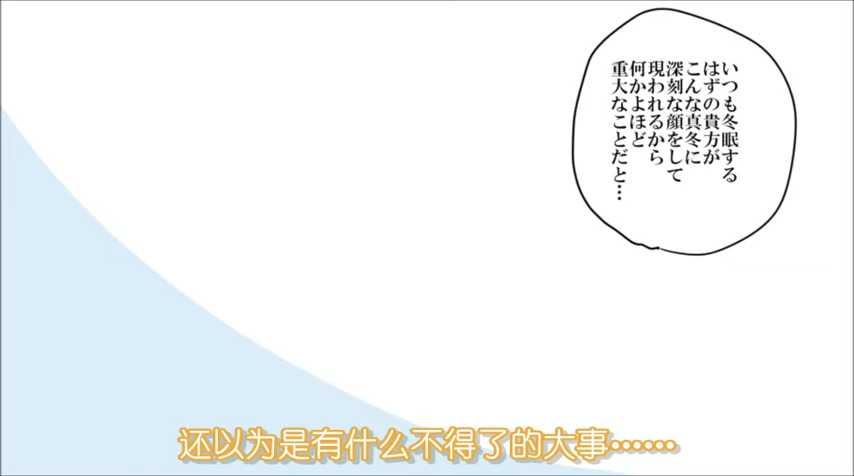 いつも冬眠する
はずの貴方が
こんな真冬に
深刻な顔をして
現われるから
何かよほど
重大なことだと…
还以为是有什么不得了的大事……